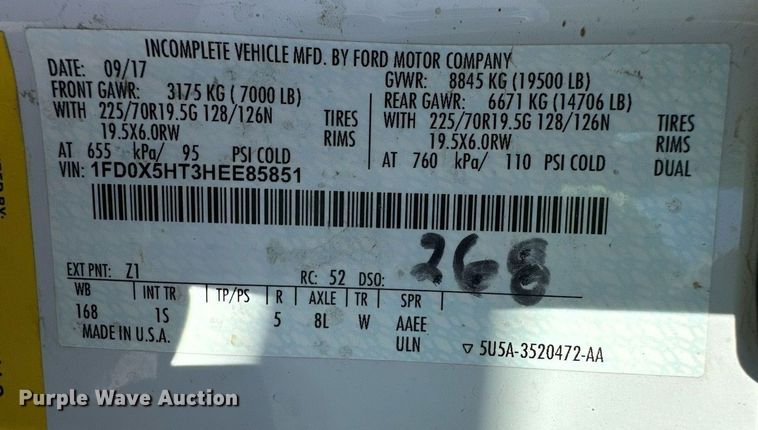 INCOMPLETE VEHICLE MFD. BY FORD MOTOR COMPANY
DATE: 09/17 GVWR: 8845 KG (19500 LB)
FRONT GAWR: 3175 KG ( 7000 LB) REAR GAWR: 6671 KG (14706 LB)
WITH 225/70R19.5G 128/126N TIRES WITH 225/70R19.5G 128/126N TIRES
19.5X6.0RW RIMS 19.5X6.0RW RIMS
AT 655 kPa/ 95 PSI COLD AT 760 kPa/ 110 PSI COLD DUAL
VIN: 1FD0X5HT3HEE85851
268
EXT PNT: Z1 RC: 52 DSO:
WB INT TR TP/PS R AXLE TR SPR
168 1S 5 8L W AAEE
MADE IN U.S.A. ULN ▽ 5U5A-3520472-AA
Purple Wave Auction